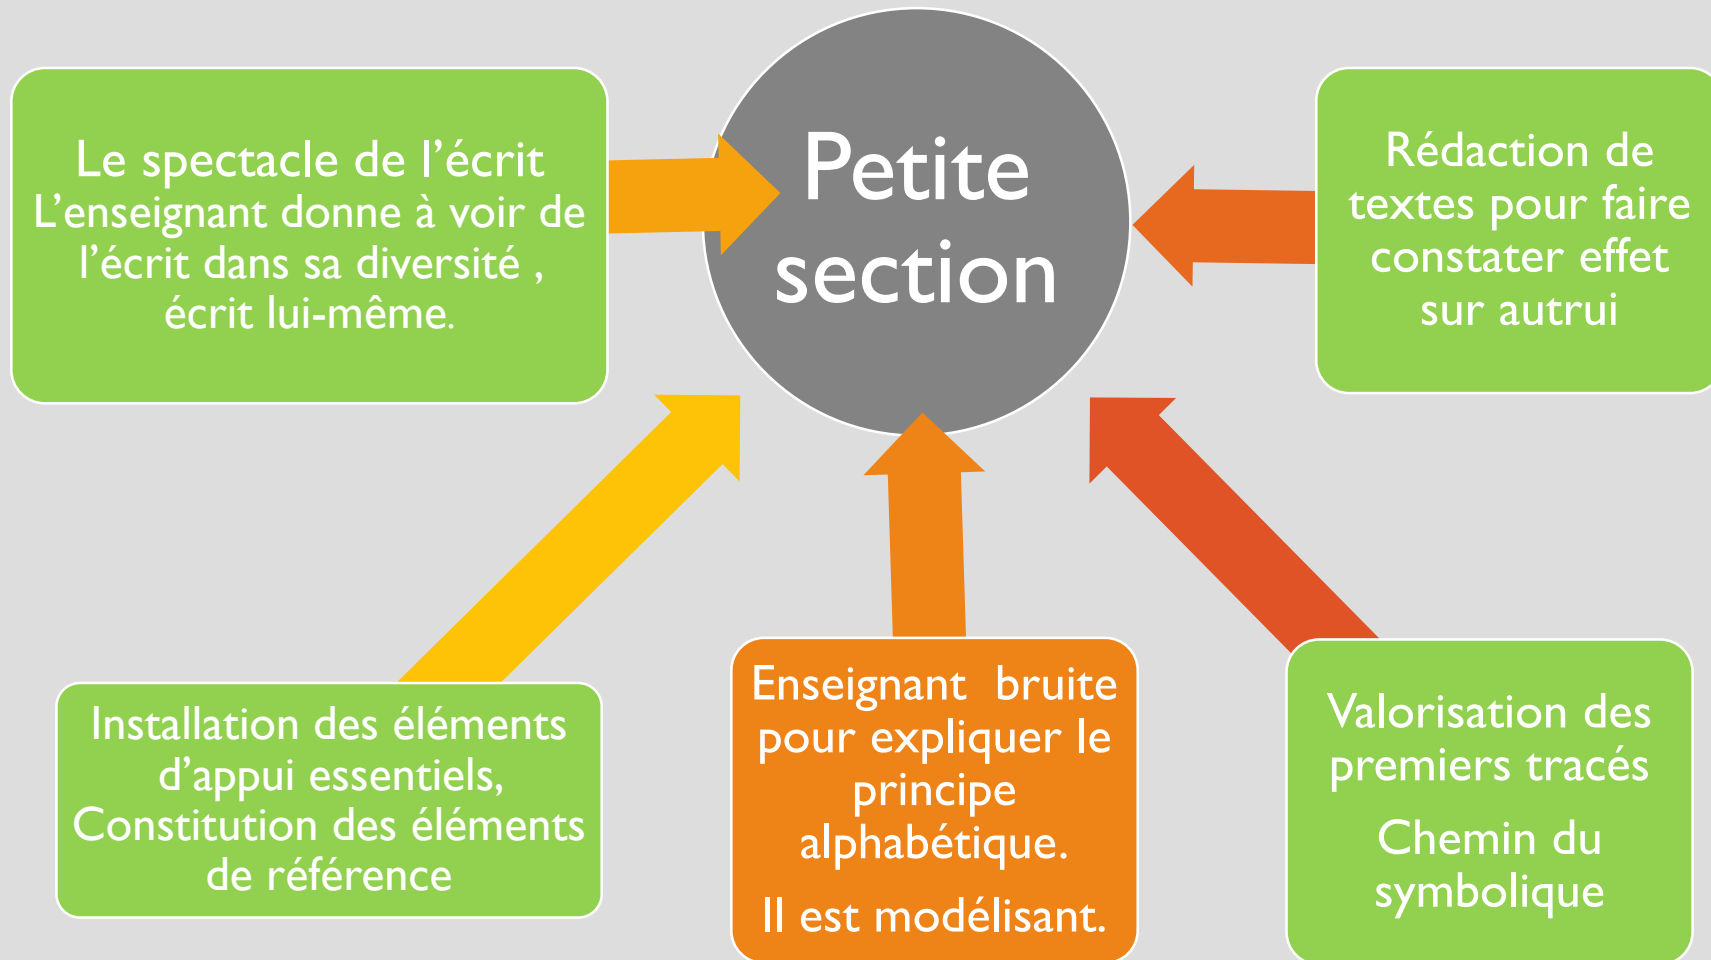 Le spectacle de l’écrit
L’enseignant donne à voir de
l’écrit dans sa diversité ,
écrit lui-même.
Petite
section
Rédaction de
textes pour faire
constater effet
sur autrui
Installation des éléments
d’appui essentiels,
Constitution des éléments
de référence
Enseignant  bruite
pour expliquer le
principe
alphabétique.
Il est modélisant.
Valorisation des
premiers tracés
Chemin du
symbolique